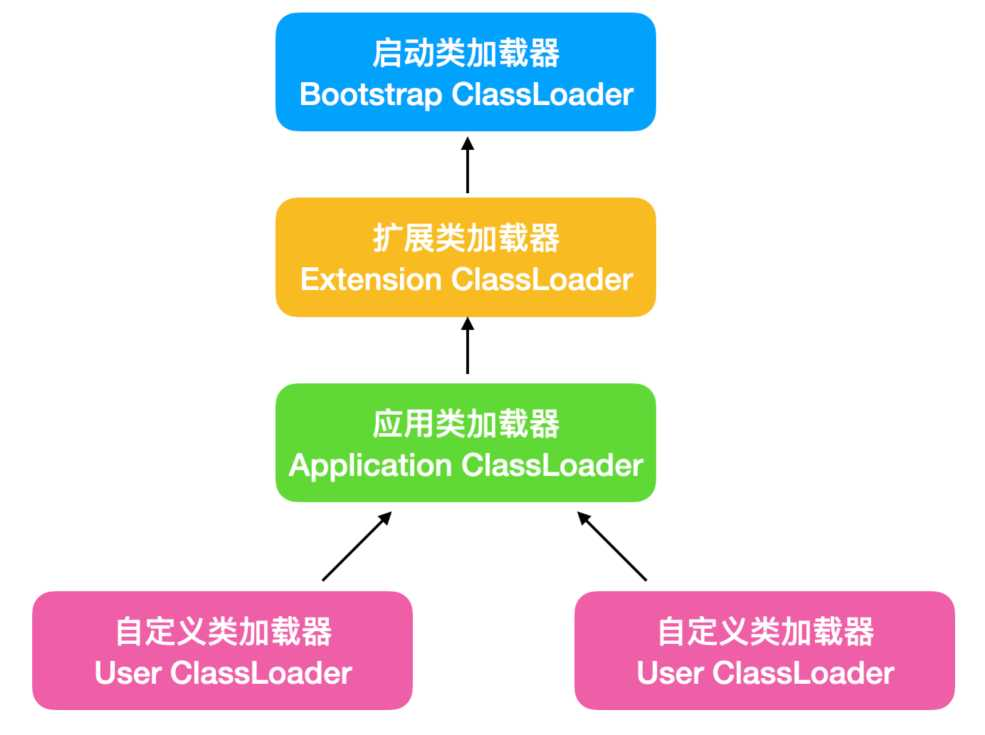 启动类加载器
Bootstrap ClassLoader
扩展类加载器
Extension ClassLoader
应用类加载器
Application ClassLoader
自定义类加载器
User ClassLoader
自定义类加载器
User ClassLoader